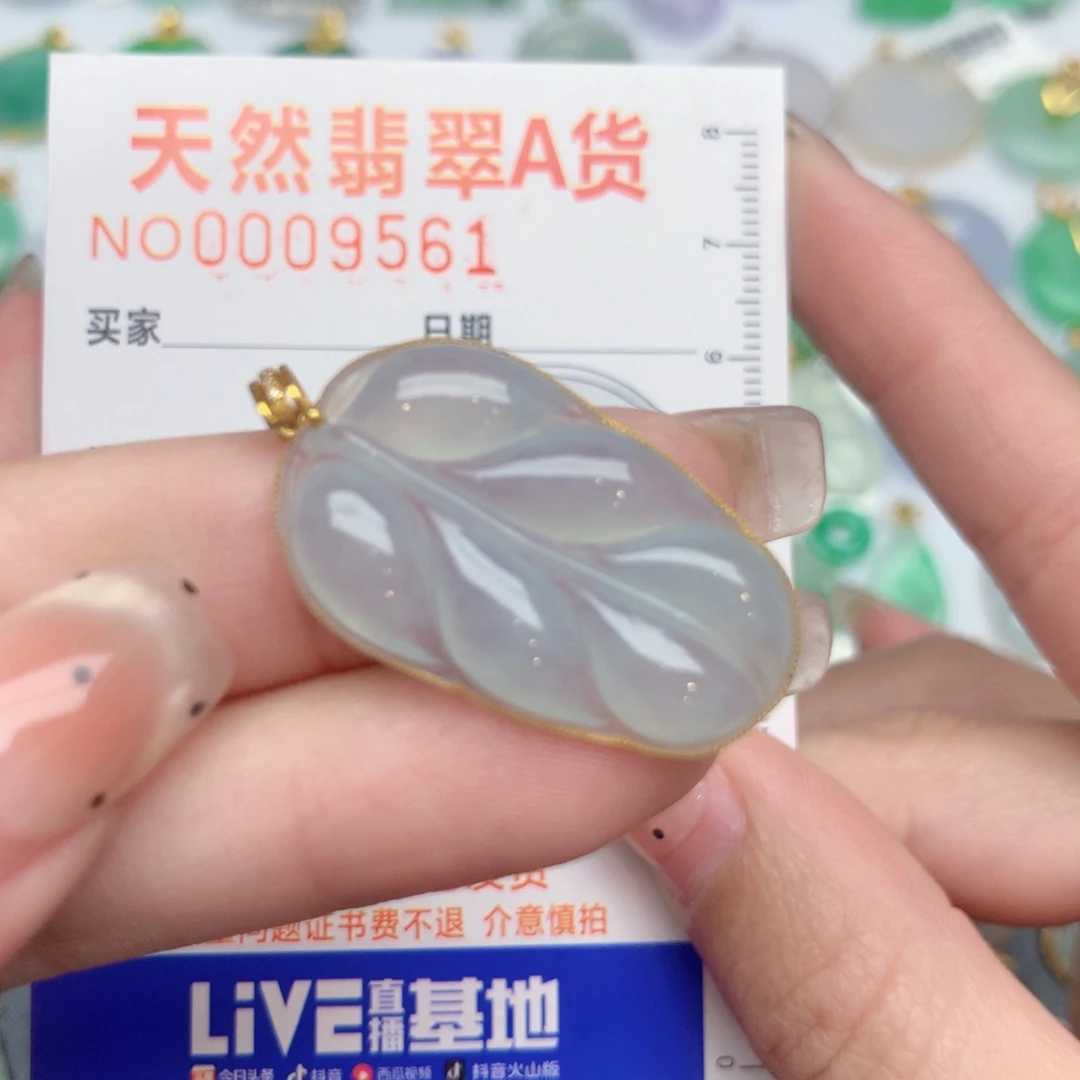 天然翡翠A货
NO0009561
买家 日期
8
7
6
问题证书费不退 介意慎拍
LiVE直播基地
今日头条 抖音 西瓜视频 抖音火山版
0